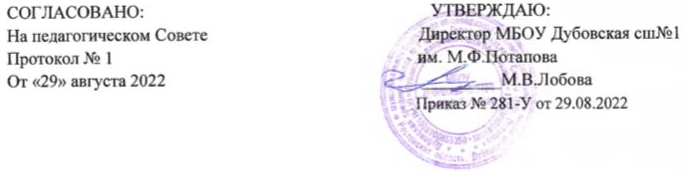 СОГЛАСОВАНО:
На педагогическом Совете
Протокол № 1
От «29» августа 2022
УТВЕРЖДАЮ:
Директор МБОУ Дубовская сш№1
им. М.Ф.Потапова
М.В.Лобова
Приказ № 281-У от 29.08.2022